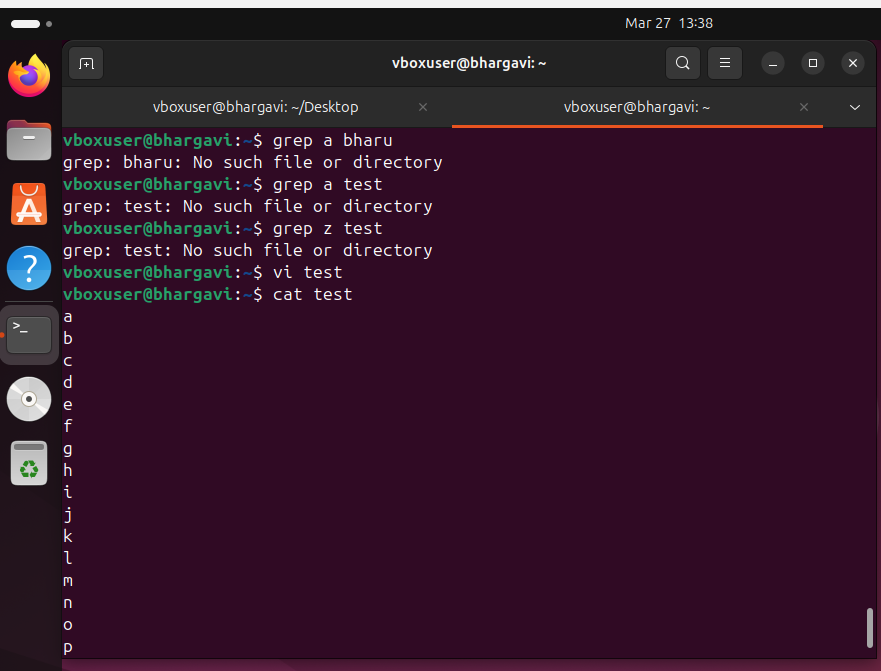 Mar 27 13:38
vboxuser@bhargavi: ~
vboxuser@bhargavi: ~/Desktop
vboxuser@bhargavi: ~
vboxuser@bhargavi:~$ grep a bharu
grep: bharu: No such file or directory
vboxuser@bhargavi:~$ grep a test
grep: test: No such file or directory
vboxuser@bhargavi:~$ grep z test
grep: test: No such file or directory
vboxuser@bhargavi:~$ vi test
vboxuser@bhargavi:~$ cat test
a
b
c
d
e
f
g
h
i
j
k
l
m
n
o
p